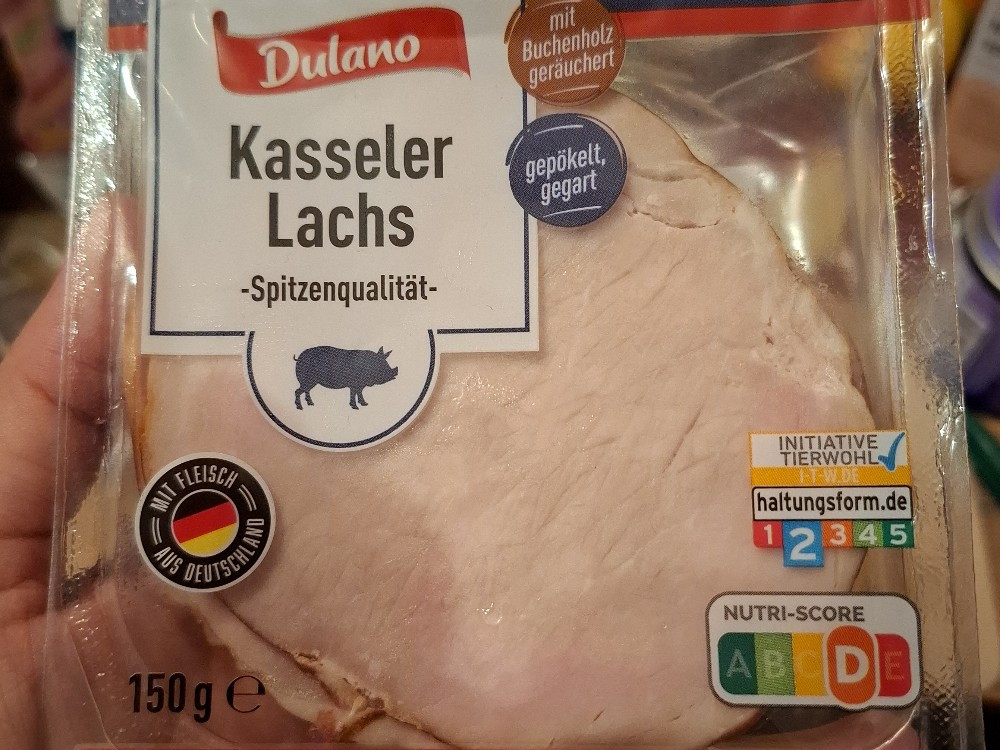 Dulano
mit
Buchenholz
geräuchert
Kasseler
Lachs
-Spitzenqualität-
gepökelt,
gegart
MIT FLEISCH
AUS DEUTSCHLAND
INITIATIVE
TIERWOHL
I-T-W.DE
haltungsform.de
1 2 3 4 5
NUTRI-SCORE
A B C D E
150 g e